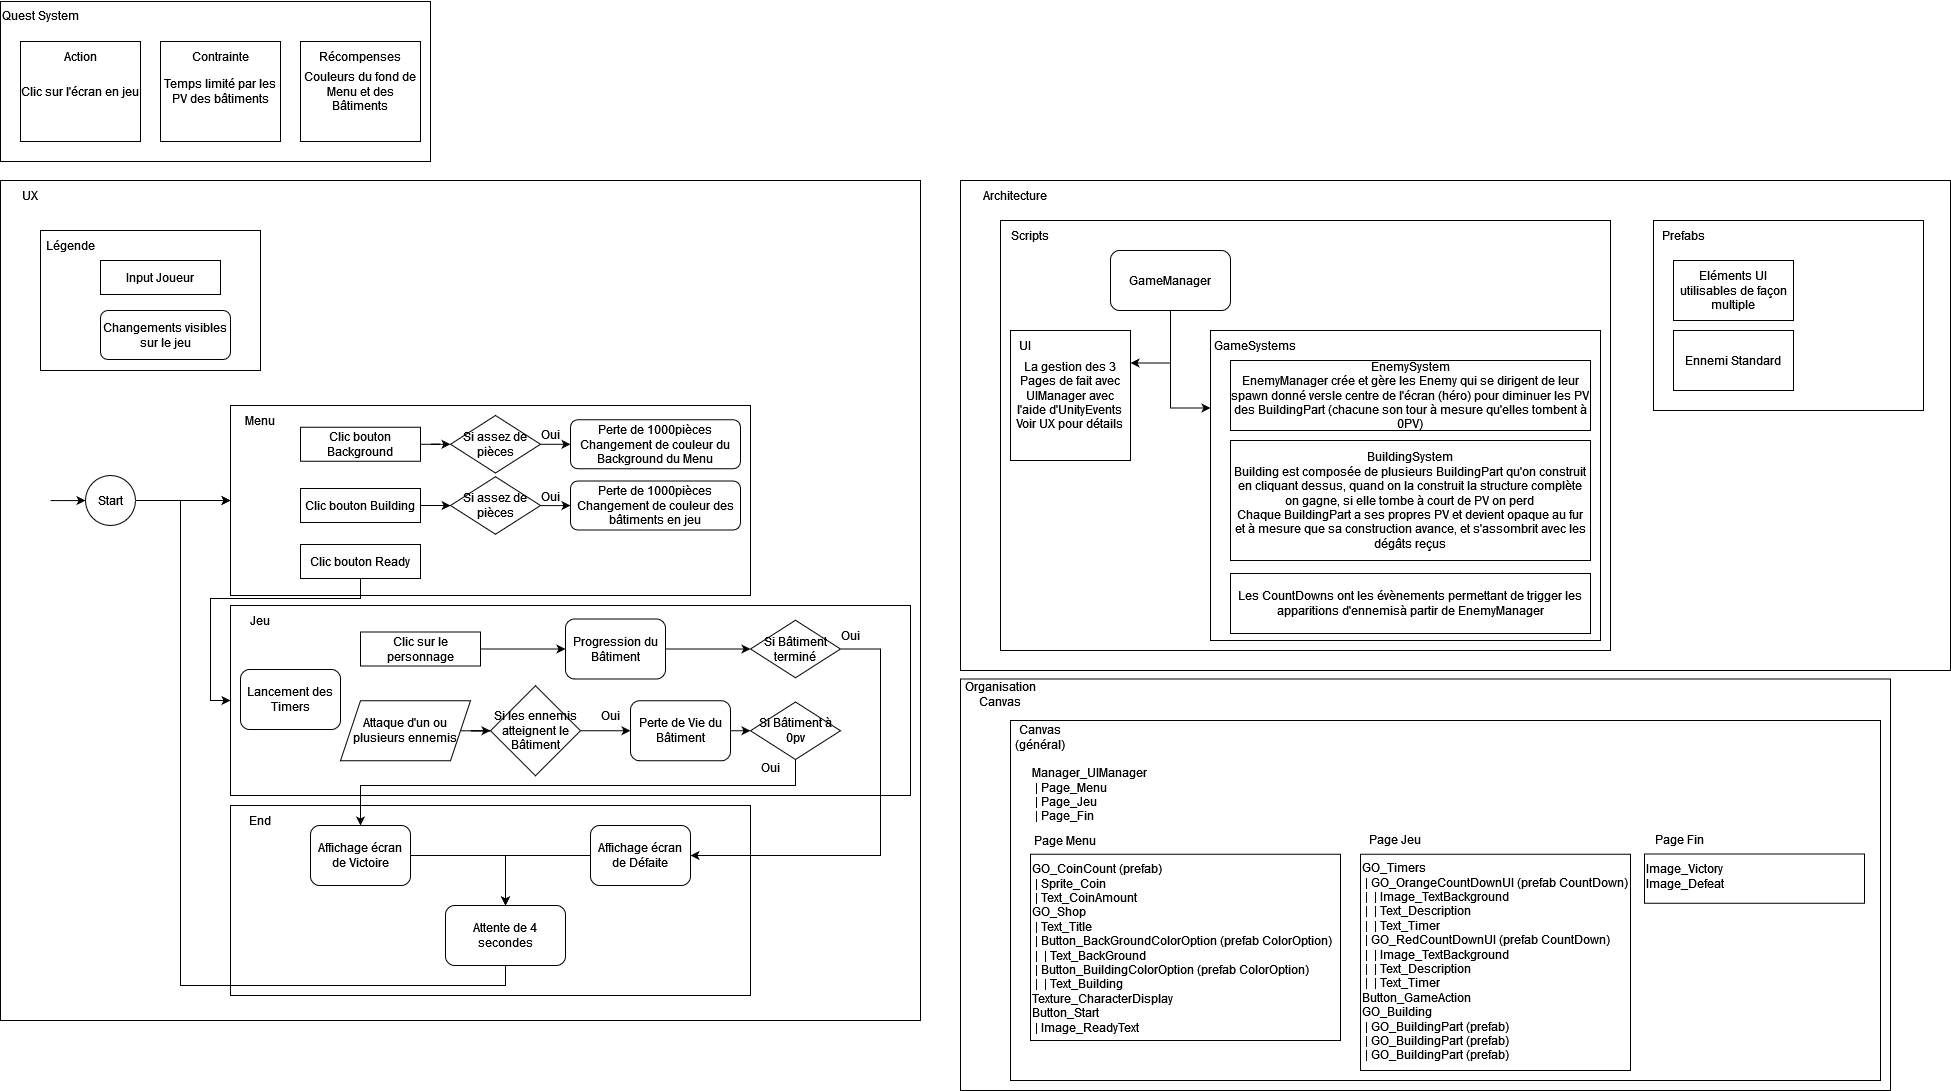 Quest System
Action
Clic sur l'écran en jeu
Contrainte
Temps limité par les
PV des bâtiments
Récompenses
Couleurs du fond de
Menu et des
Bâtiments
UX
Légende
Input Joueur
Changements visibles
sur le jeu
Start
Menu
Clic bouton
Background
Si assez de
pièces
Oui
Perte de 1000pièces
Changement de couleur du
Background du Menu
Clic bouton Building
Si assez de
pièces
Oui
Perte de 1000pièces
Changement de couleur des
bâtiments en jeu
Clic bouton Ready
Jeu
Clic sur le
personnage
Progression du
Bâtiment
Si Bâtiment
terminé
Oui
Lancement des
Timers
Attaque d'un ou
plusieurs ennemis
Si les ennemis
atteignent le
Bâtiment
Oui
Perte de Vie du
Bâtiment
Si Bâtiment à
0pv
Oui
End
Affichage écran
de Victoire
Affichage écran
de Défaite
Attente de 4
secondes
Architecture
Scripts
GameManager
UI
La gestion des 3
Pages de fait avec
UIManager avec
l'aide d'UnityEvents
Voir UX pour détails
GameSystems
EnemySystem
EnemyManager crée et gère les Enemy qui se dirigent de leur
spawn donné versle centre de l'écran (héro) pour diminuer les PV
des BuildingPart (chacune son tour à mesure qu'elles tombent à
0PV)
BuildingSystem
Building est composée de plusieurs BuildingPart qu'on construit
en cliquant dessus, quand on la construit la structure complète
on gagne, si elle tombe à court de PV on perd
Chaque BuildingPart a ses propres PV et devient opaque au fur
et à mesure que sa construction avance, et s'assombrit avec les
dégâts reçus
Les CountDowns ont les évènements permettant de trigger les
apparitions d'ennemisà partir de EnemyManager
Prefabs
Eléments UI
utilisables de façon
multiple
Ennemi Standard
Organisation
Canvas
Canvas
(général)
Manager_UIManager
| Page_Menu
| Page_Jeu
| Page_Fin
Page Menu
GO_CoinCount (prefab)
| Sprite_Coin
| Text_CoinAmount
GO_Shop
| Text_Title
| Button_BackGroundColorOption (prefab ColorOption)
| | Text_BackGround
| Button_BuildingColorOption (prefab ColorOption)
| | Text_Building
Texture_CharacterDisplay
Button_Start
| Image_ReadyText
Page Jeu
GO_Timers
| GO_OrangeCountDownUI (prefab CountDown)
| | Image_TextBackground
| | Text_Description
| | Text_Timer
| GO_RedCountDownUI (prefab CountDown)
| | Image_TextBackground
| | Text_Description
| | Text_Timer
Button_GameAction
GO_Building
| GO_BuildingPart (prefab)
| GO_BuildingPart (prefab)
| GO_BuildingPart (prefab)
Page Fin
Image_Victory
Image_Defeat